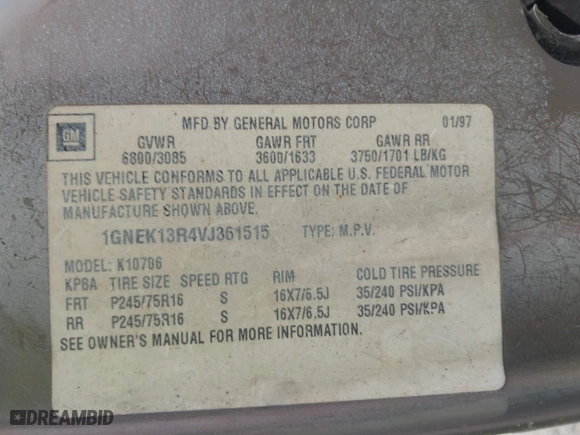 GM
MFD BY GENERAL MOTORS CORP 01/97
GVWR GAWR FRT GAWR RR
6800/3085 3600/1633 3750/1701 LB/KG
THIS VEHICLE CONFORMS TO ALL APPLICABLE U.S. FEDERAL MOTOR
VEHICLE SAFETY STANDARDS IN EFFECT ON THE DATE OF
MANUFACTURE SHOWN ABOVE.
1GNEK13R4VJ361515 TYPE: M.P.V.
MODEL: K10706
KPBA TIRE SIZE SPEED RTG RIM COLD TIRE PRESSURE
FRT P245/75R16 S 16X7/6.5J 35/240 PSI/KPA
RR P245/75R16 S 16X7/6.5J 35/240 PSI/KPA
SEE OWNER'S MANUAL FOR MORE INFORMATION.
DREAMBID